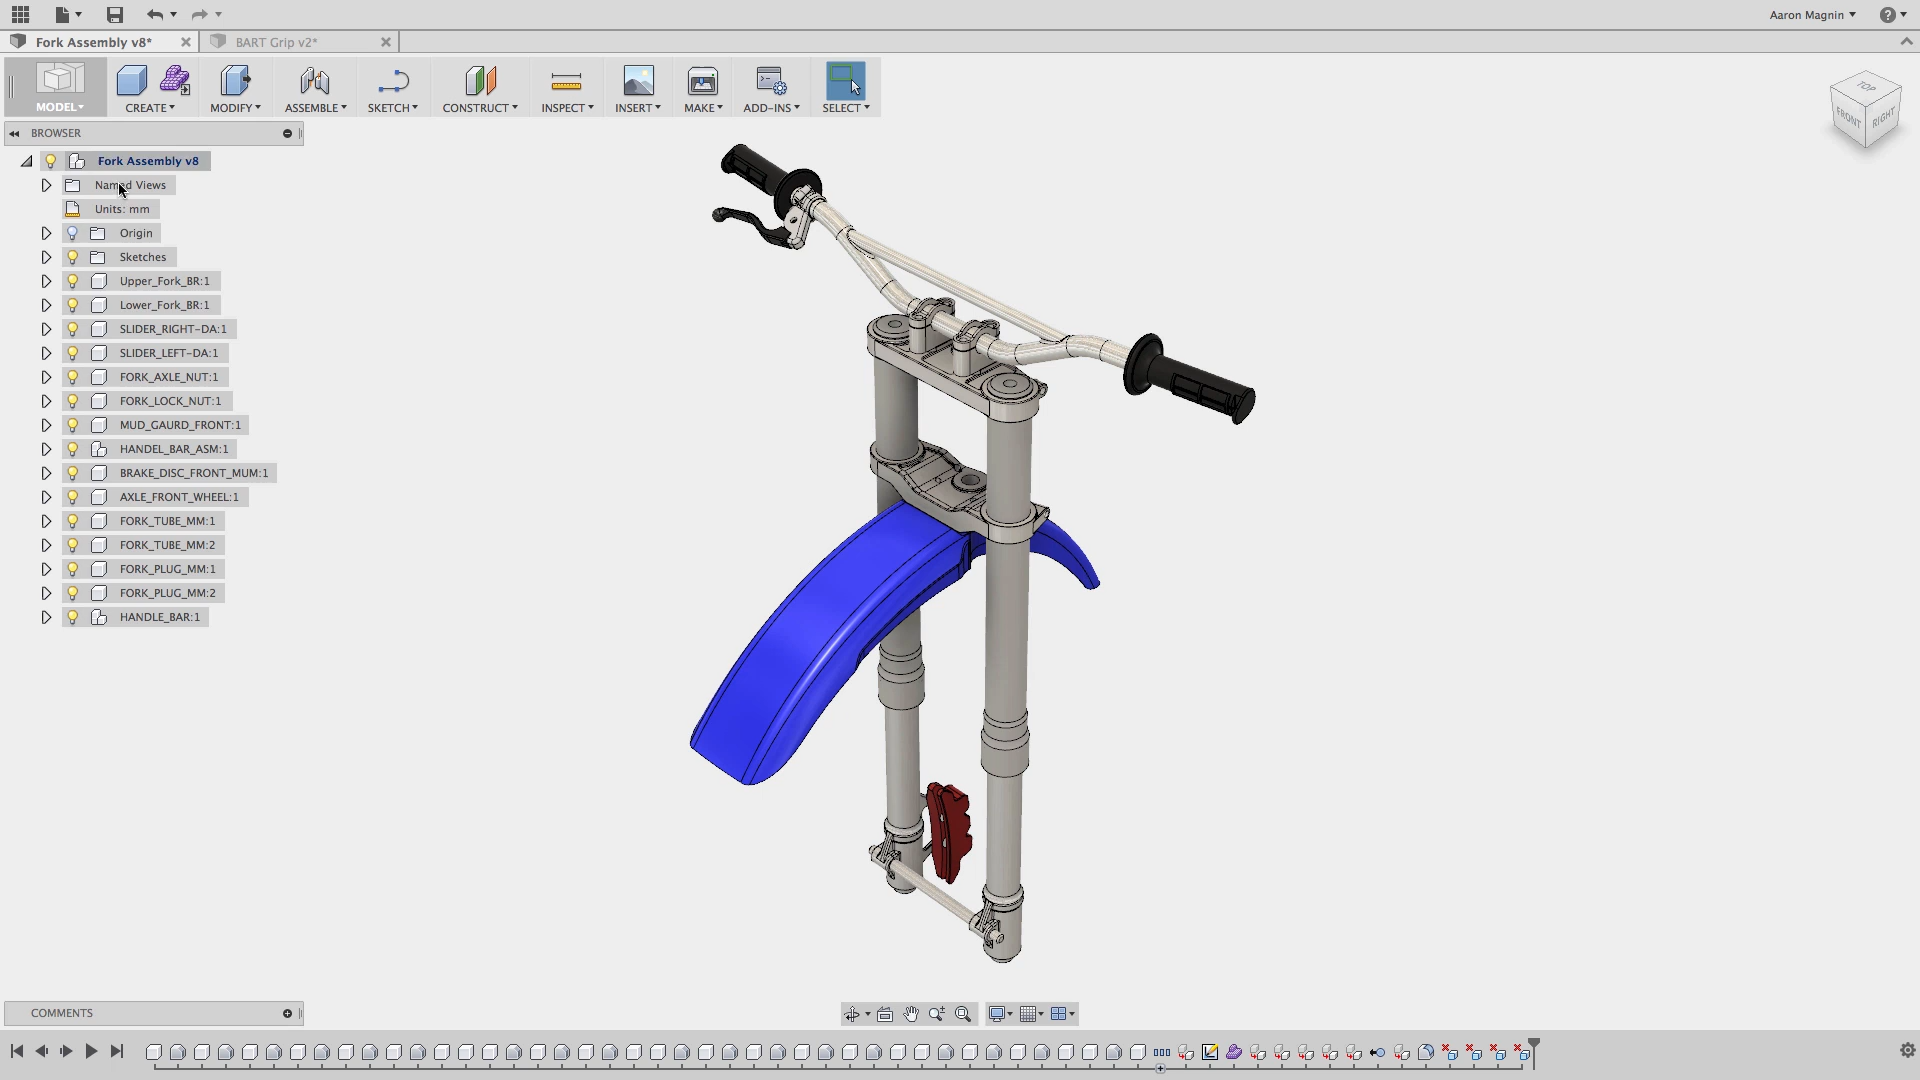 Aaron Magnin
Fork Assembly v8*
BART Grip v2*
MODEL
CREATE
MODIFY
ASSEMBLE
SKETCH
CONSTRUCT
INSPECT
INSERT
MAKE
ADD-INS
SELECT
TOP
FRONT
RIGHT
BROWSER
Fork Assembly v8
Named Views
Units: mm
Origin
Sketches
Upper_Fork_BR:1
Lower_Fork_BR:1
SLIDER_RIGHT-DA:1
SLIDER_LEFT-DA:1
FORK_AXLE_NUT:1
FORK_LOCK_NUT:1
MUD_GAURD_FRONT:1
HANDEL_BAR_ASM:1
BRAKE_DISC_FRONT_MUM:1
AXLE_FRONT_WHEEL:1
FORK_TUBE_MM:1
FORK_TUBE_MM:2
FORK_PLUG_MM:1
FORK_PLUG_MM:2
HANDLE_BAR:1
COMMENTS